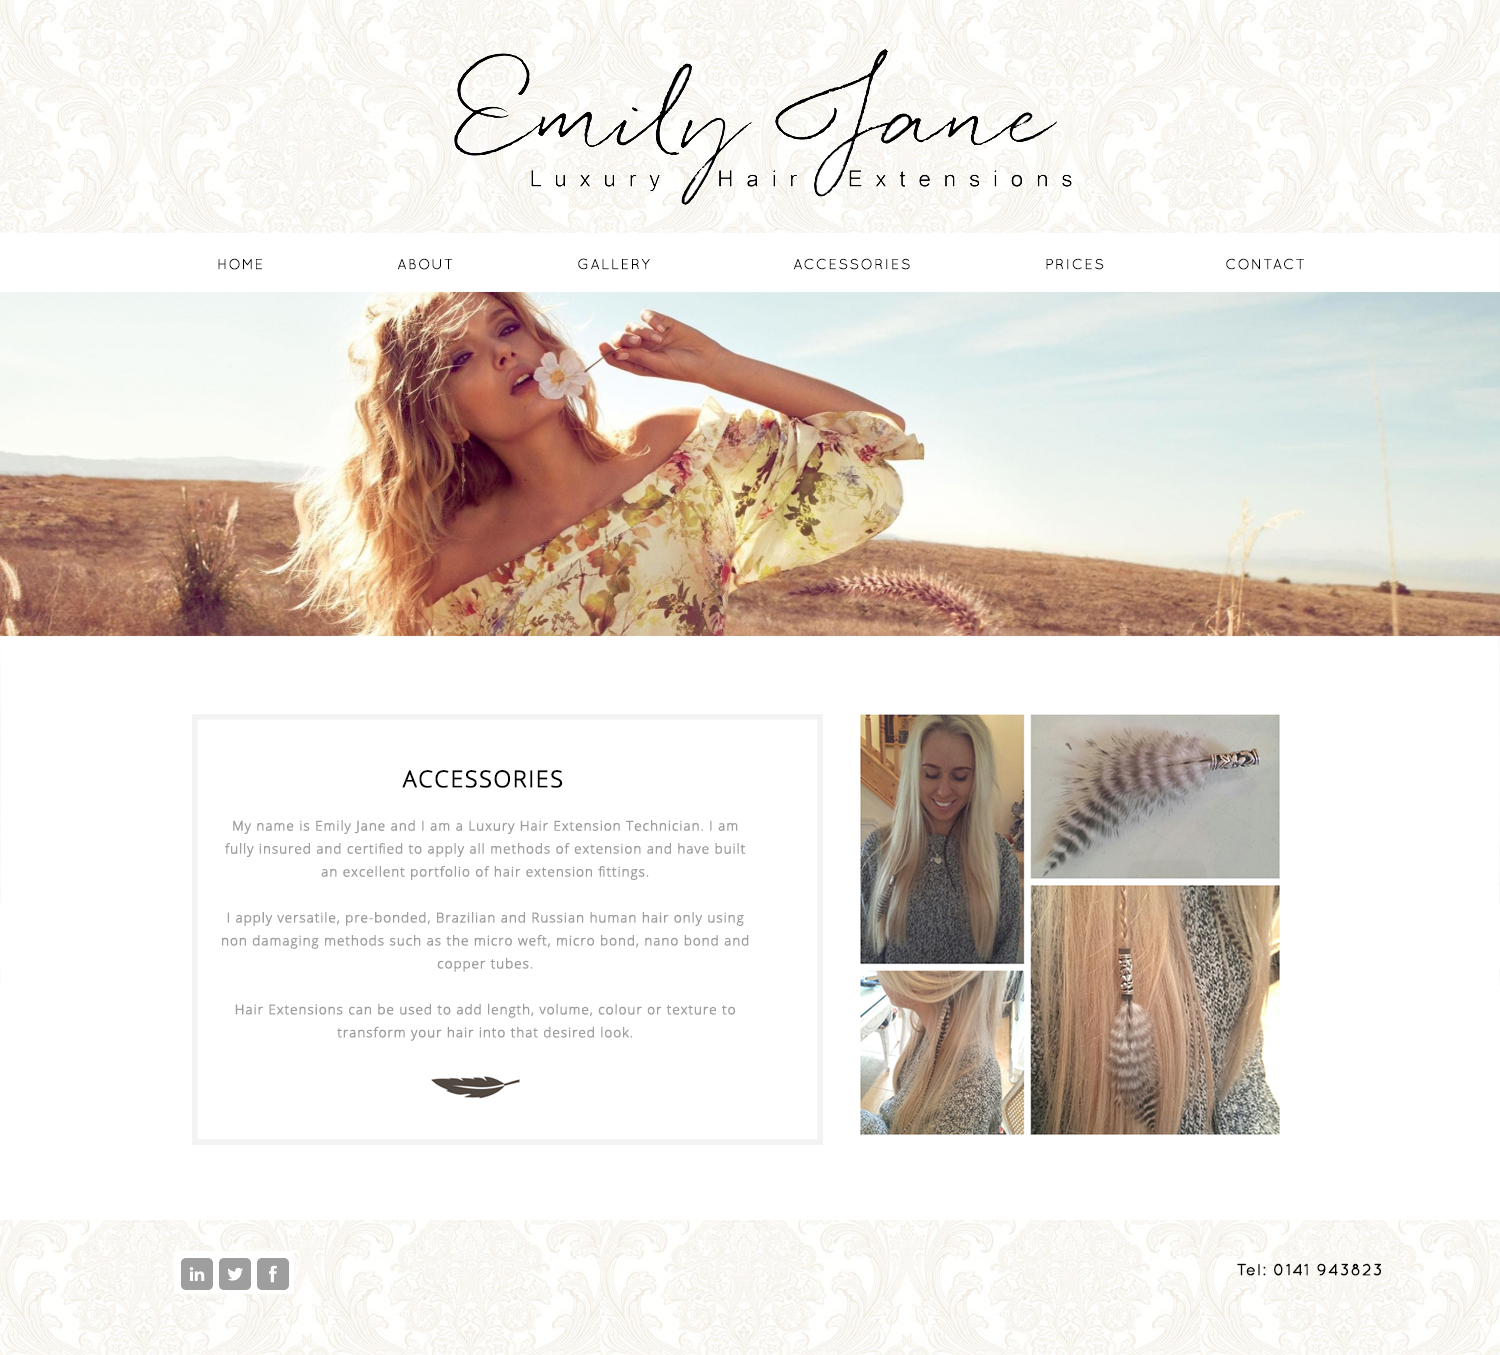 Emily Jane
Luxury Hair Extensions
HOME ABOUT GALLERY ACCESSORIES PRICES CONTACT
ACCESSORIES
My name is Emily Jane and I am a Luxury Hair Extension Technician. I am
fully insured and certified to apply all methods of extension and have built
an excellent portfolio of hair extension fittings.
I apply versatile, pre-bonded, Brazilian and Russian human hair only using
non damaging methods such as the micro weft, micro bond, nano bond and
copper tubes.
Hair Extensions can be used to add length, volume, colour or texture to
transform your hair into that desired look.
in f
Tel: 0141 943823